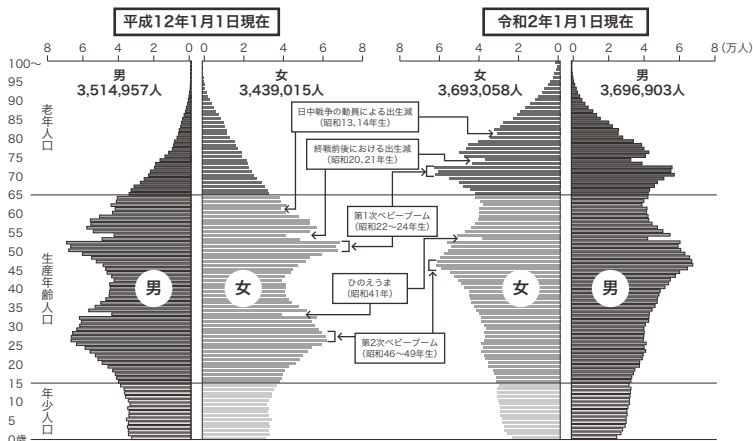 平成12年1月1日現在
令和2年1月1日現在
8 6 4 2 0 0 2 4 6 8 6 4 2 0 0 2 4 6 8 (万人)
100～
95
90
85
80
75
70
65
60
55
50
45
40
35
30
25
20
15
10
5
0歳
老年人口
生産年齢人口
年少人口
男
3,514,957人
女
3,439,015人
女
3,693,058人
男
3,696,903人
日中戦争の動員による出生減
（昭和13、14年生）
終戦前後における出生減
（昭和20、21年生）
第1次ベビーブーム
（昭和22～24年生）
ひのえうま
（昭和41年）
第2次ベビーブーム
（昭和46～49年生）
男
女
女
男